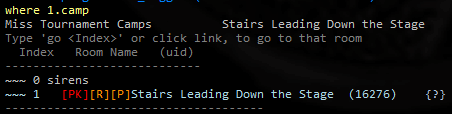 where 1.camp
Miss Tournament Camps          Stairs Leading Down the Stage
Type 'go <Index>' or click link, to go to that room
  Index   Room Name   (uid)
----------------------------
~~~ 0 sirens
~~~ 1   [PK][R][P]Stairs Leading Down the Stage  (16276)    {?}
-------------------------------------